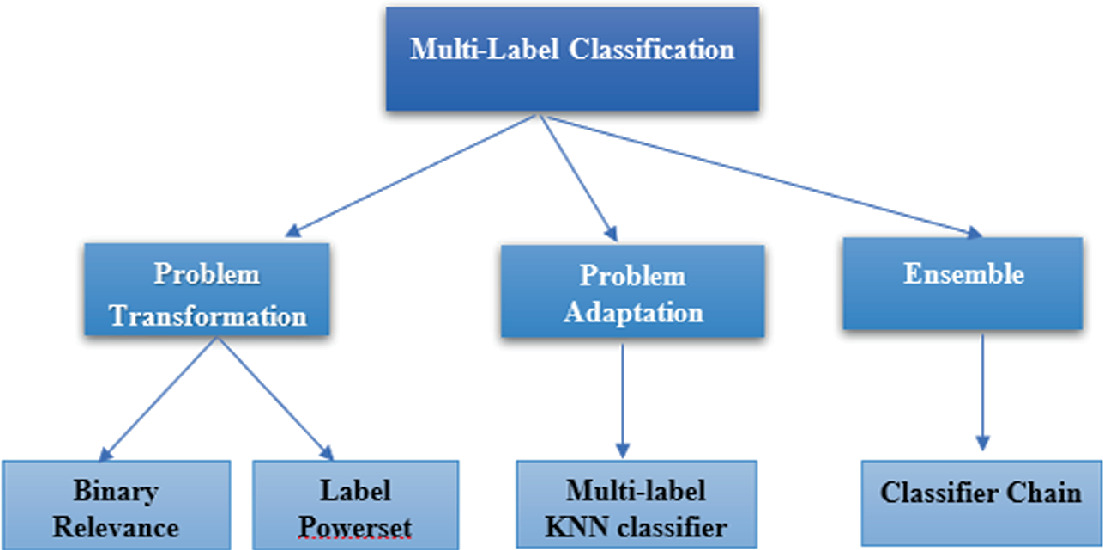 Multi-Label Classification
Problem
Transformation
Problem
Adaptation
Ensemble
Binary
Relevance
Label
Powerset
Multi-label
KNN classifier
Classifier Chain